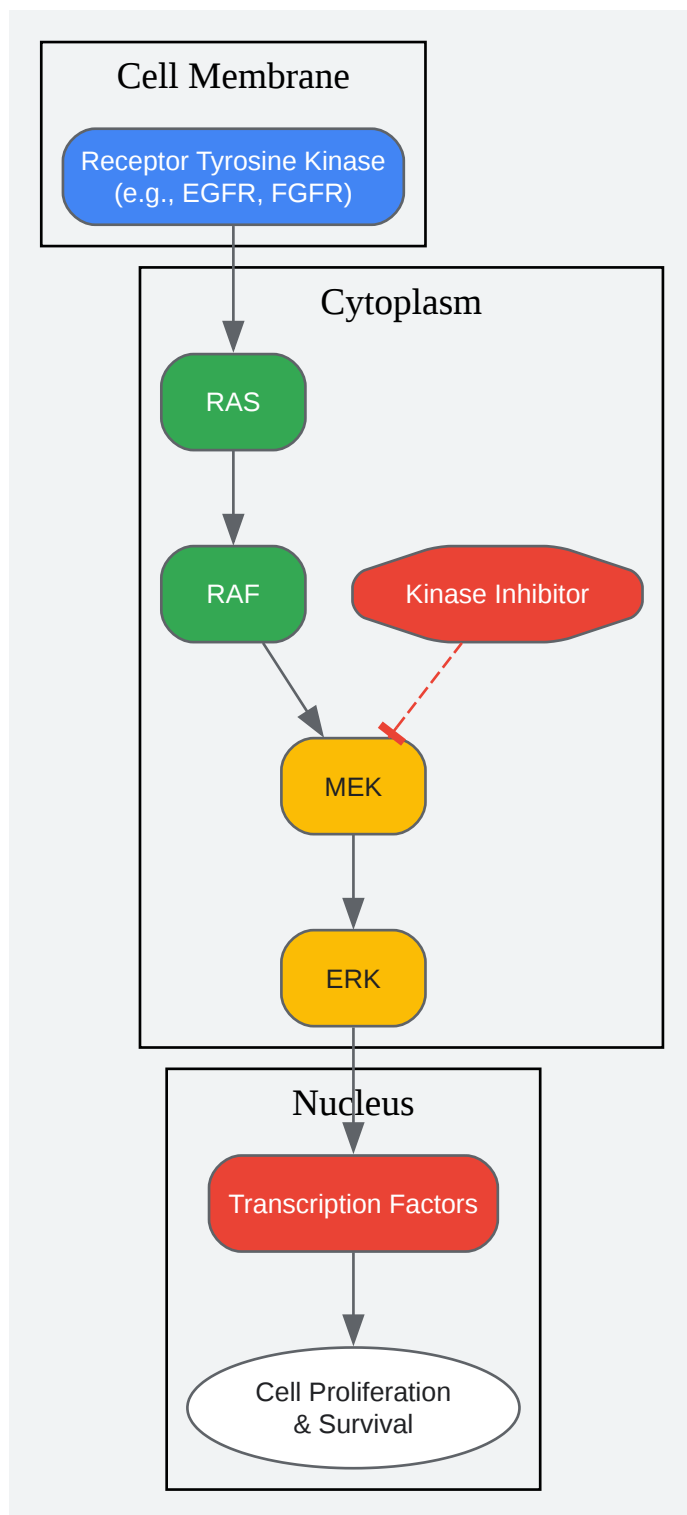 Cell Membrane
Receptor Tyrosine Kinase
(e.g., EGFR, FGFR)
Cytoplasm
RAS
RAF
Kinase Inhibitor
MEK
ERK
Nucleus
Transcription Factors
Cell Proliferation
& Survival